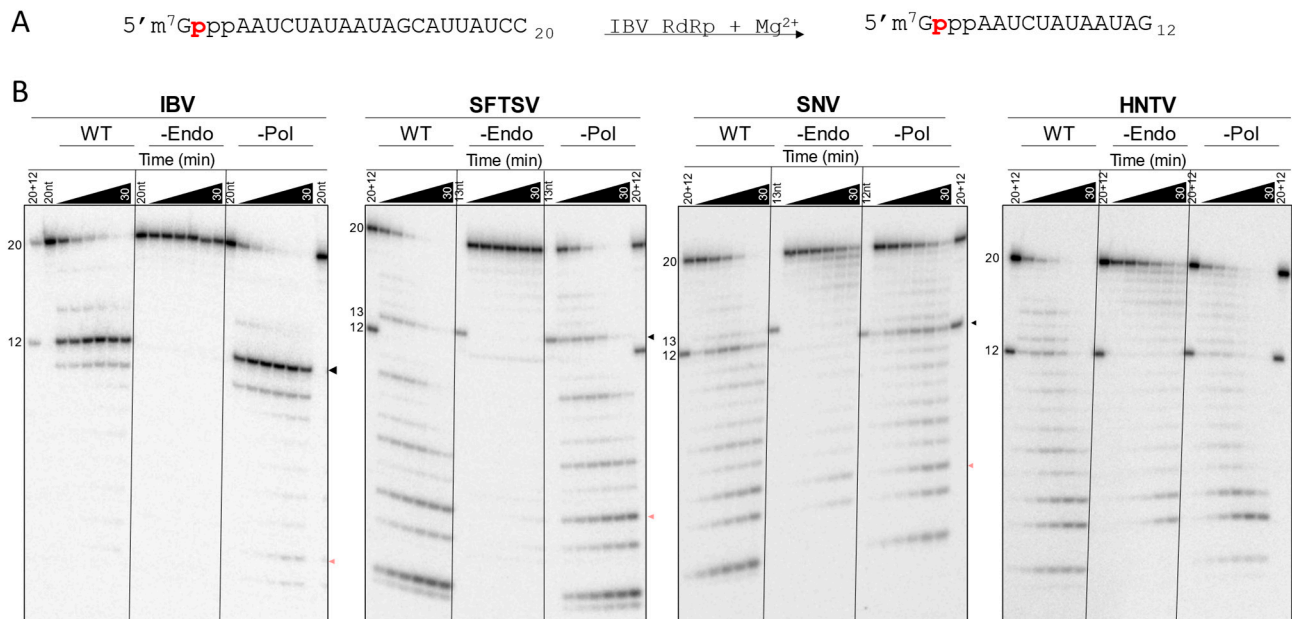 A
5' m⁷GpppAAUCUAUAAUAGCAUUAUCC₂₀ IBV RdRp + Mg²⁺ 5' m⁷GpppAAUCUAUAAUAG₁₂
B
IBV SFTSV SNV HNTV
WT -Endo -Pol WT -Endo -Pol WT -Endo -Pol WT -Endo -Pol
Time (min) Time (min) Time (min) Time (min)
20+12 20nt 30 20nt 30 20nt 30 20nt 20+12 30 13nt 30 13nt 30 20+12 20+12 30 13nt 30 12nt 30 20+12 20+12 30 20+12 30 20+12 30 20+12
20 20 20 20
12 13 13 12
12 12